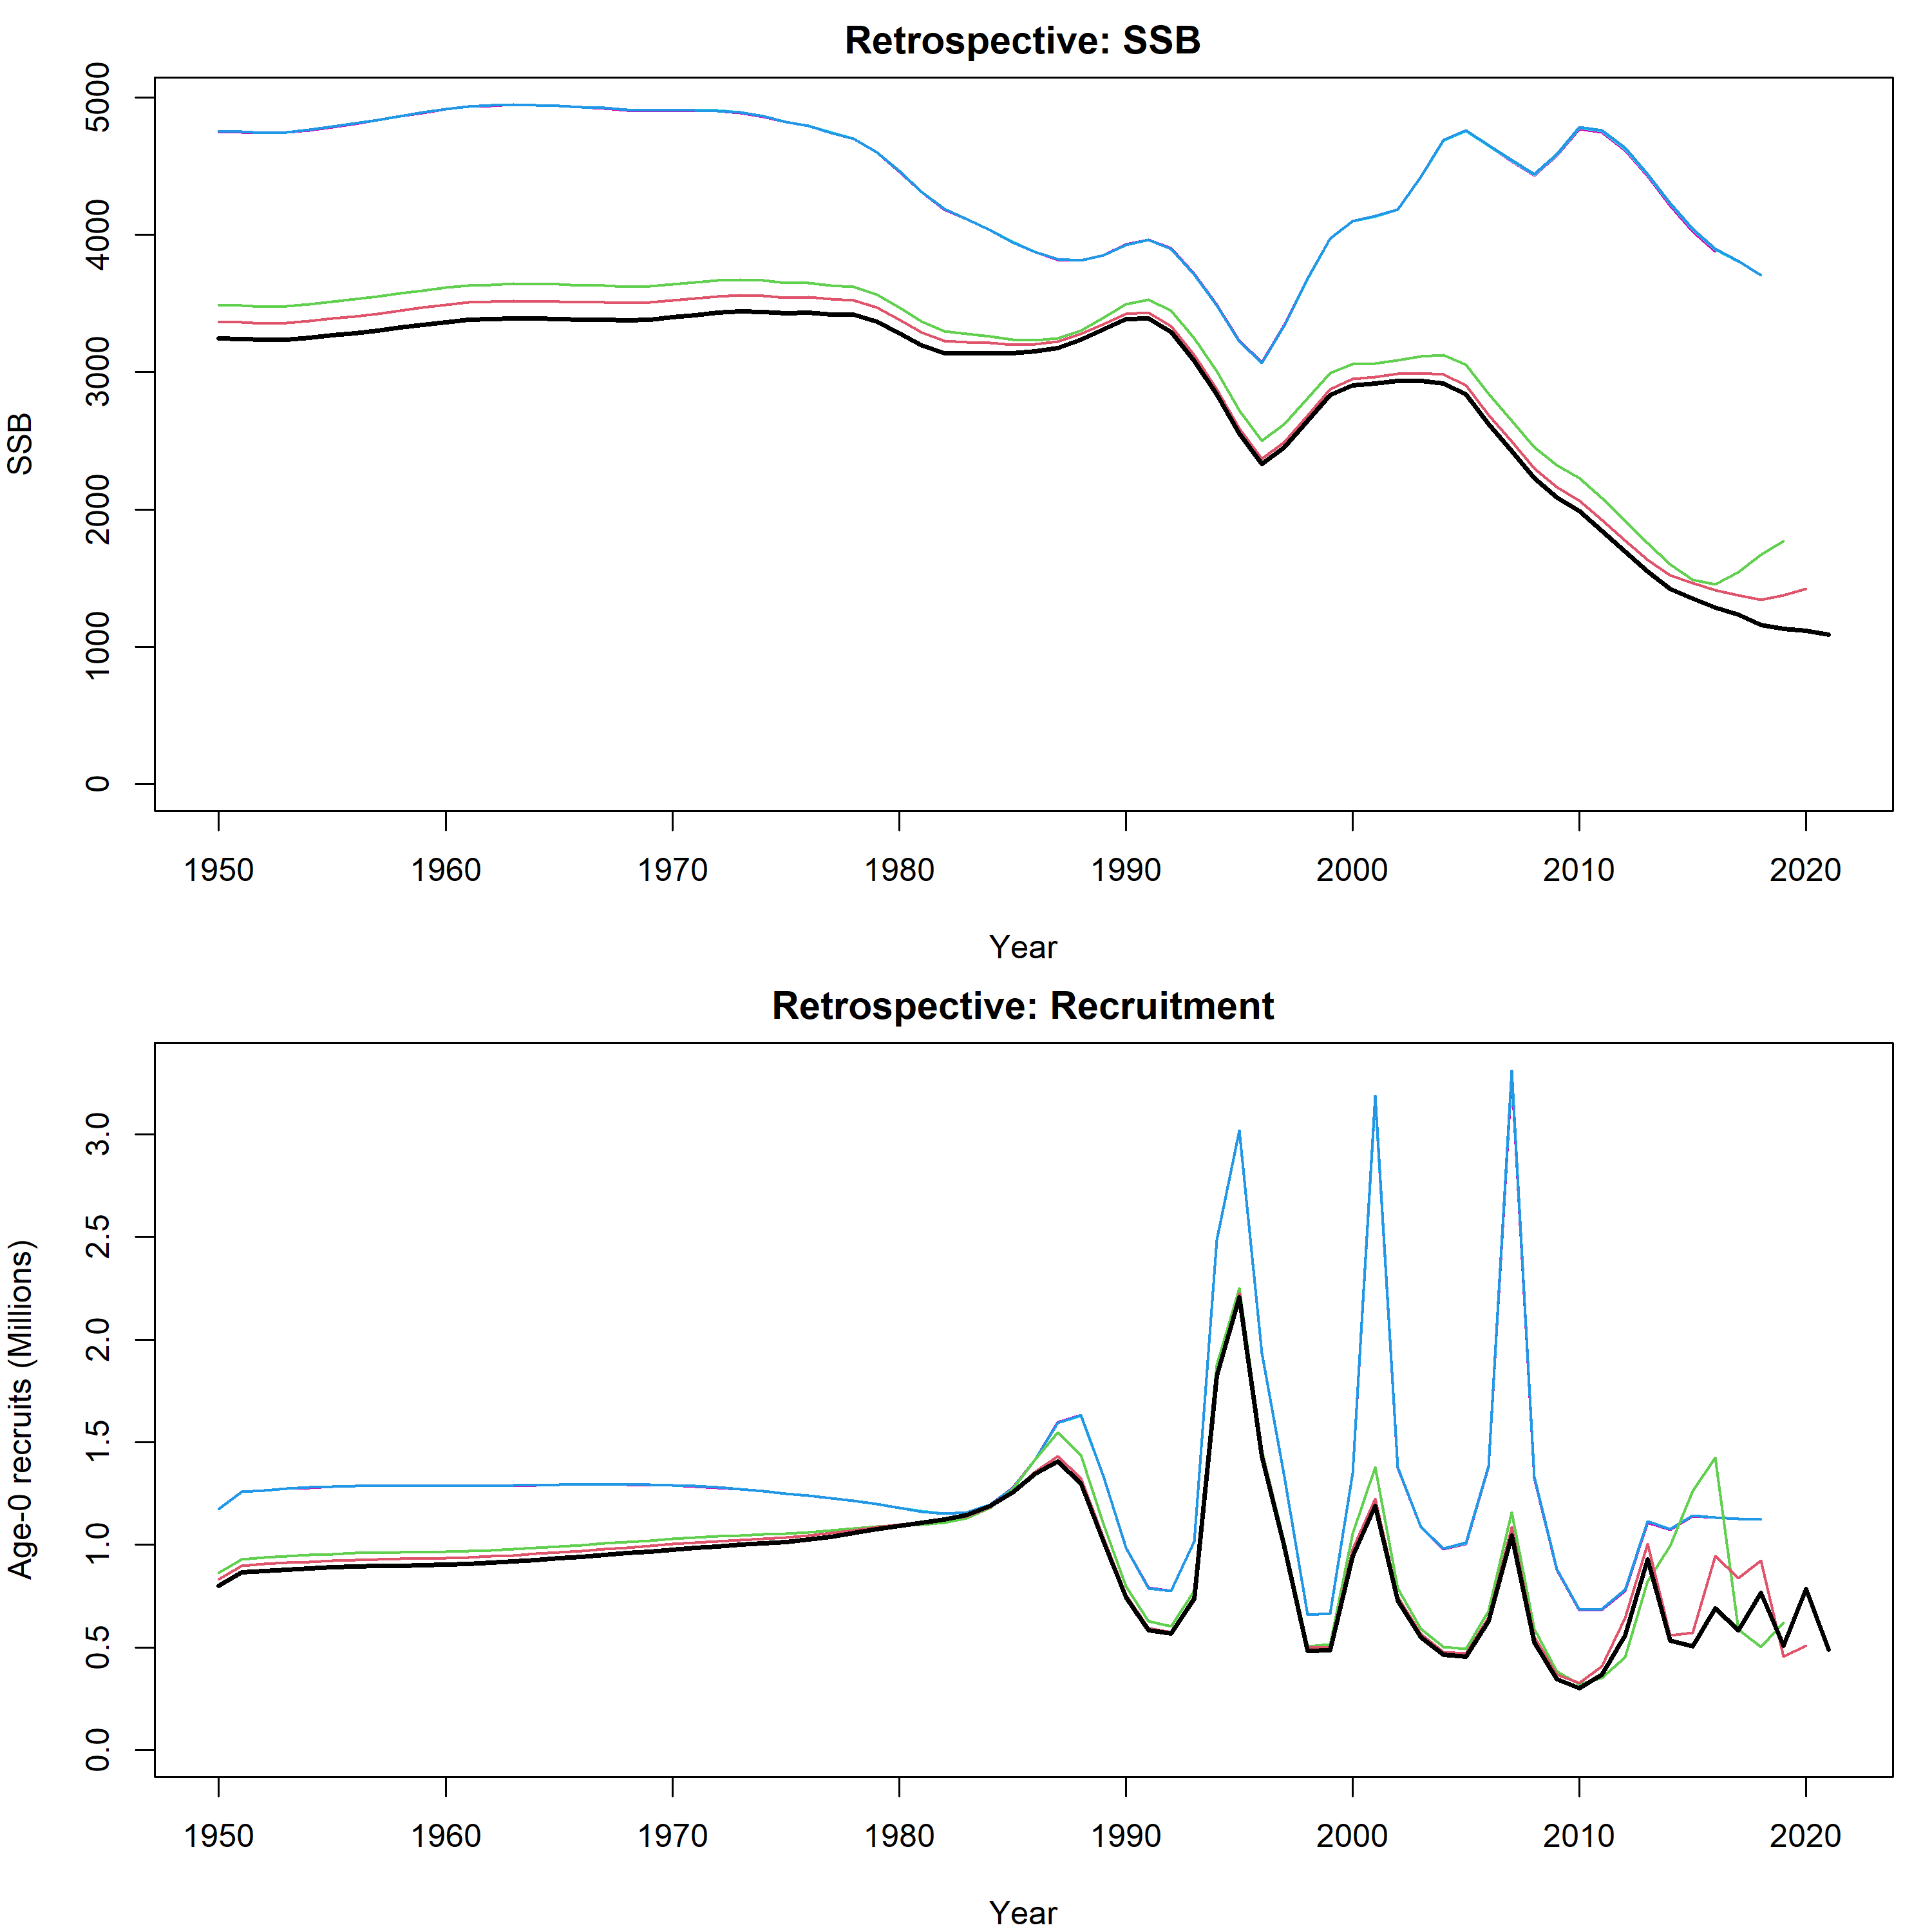 Retrospective: SSB
SSB
5000
4000
3000
2000
1000
0
1950 1960 1970 1980 1990 2000 2010 2020
Year
Retrospective: Recruitment
Age-0 recruits (Millions)
3.0
2.5
2.0
1.5
1.0
0.5
0.0
1950 1960 1970 1980 1990 2000 2010 2020
Year